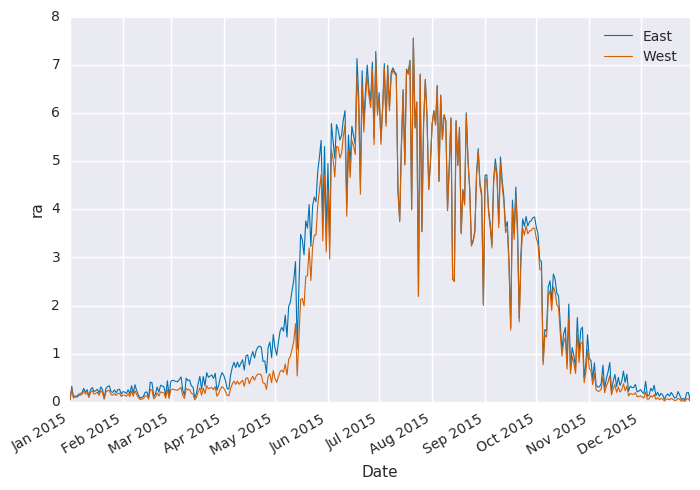 8
East
West
7
6
5
ra
4
3
2
1
0
Jan 2015
Feb 2015
Mar 2015
Apr 2015
May 2015
Jun 2015
Jul 2015
Aug 2015
Sep 2015
Oct 2015
Nov 2015
Dec 2015
Date